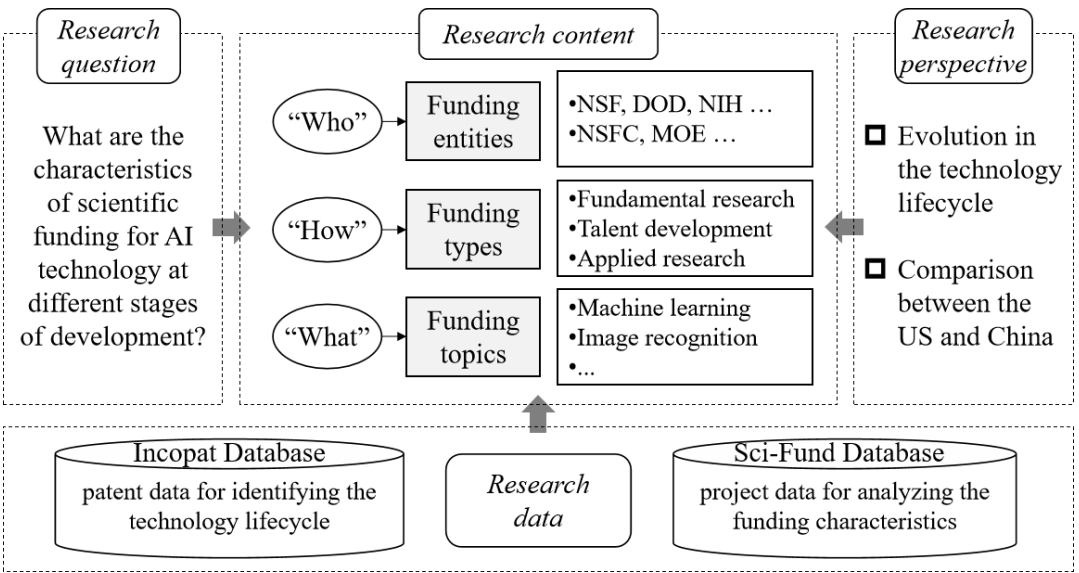 Research
question
What are the
characteristics
of scientific
funding for AI
technology at
different stages
of development?
Research content
“Who”
Funding
entities
•NSF, DOD, NIH …
•NSFC, MOE …
“How”
Funding
types
•Fundamental research
•Talent development
•Applied research
“What”
Funding
topics
•Machine learning
•Image recognition
•...
Research
perspective
Evolution in
the technology
lifecycle
Comparison
between the
US and China
Incopat Database
patent data for identifying the
technology lifecycle
Research
data
Sci-Fund Database
project data for analyzing the
funding characteristics